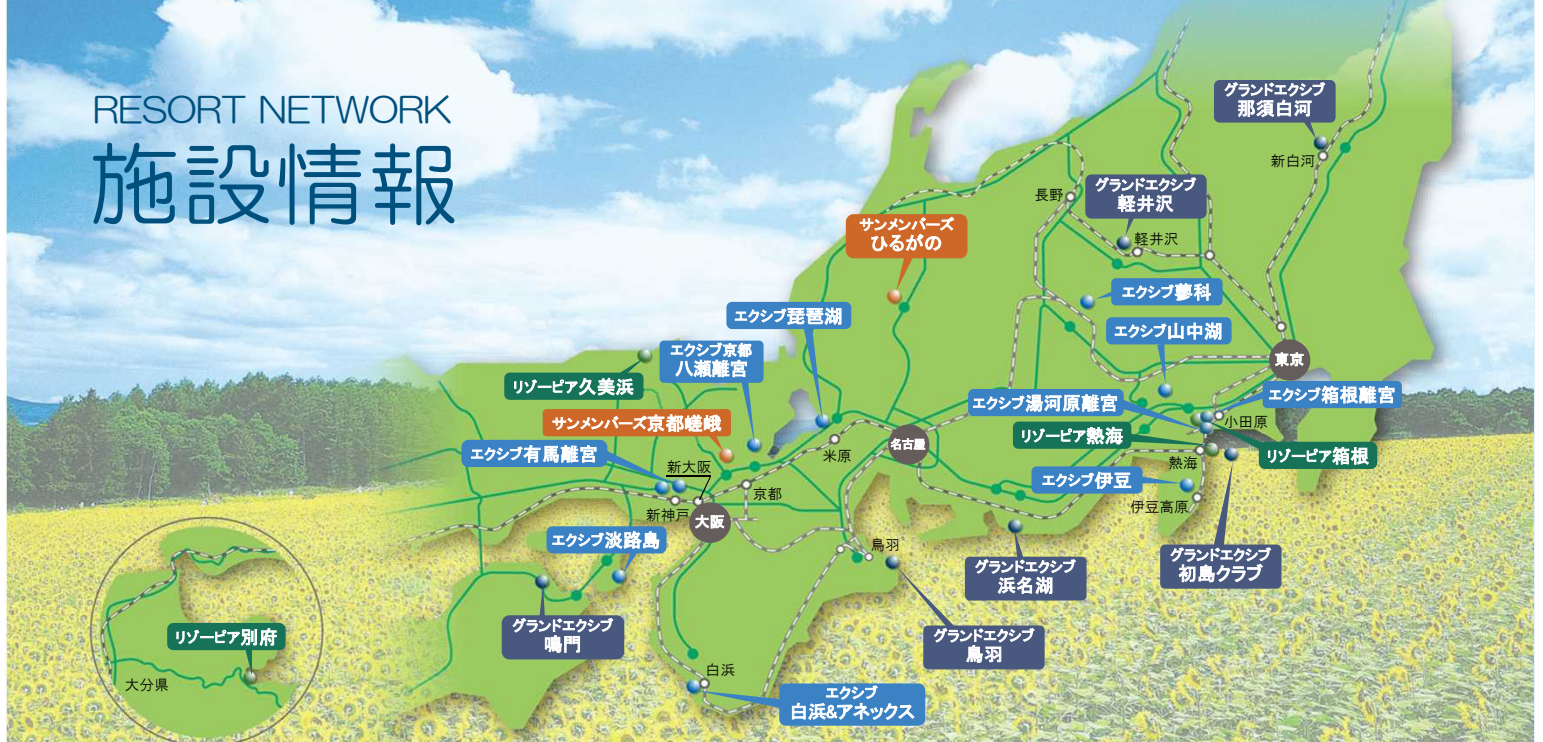 RESORT NETWORK
施設情報
グランドエクシブ
那須白河
新白河
長野
グランドエクシブ
軽井沢
軽井沢
サンメンバーズ
ひるがの
エクシブ蓼科
エクシブ琵琶湖
エクシブ山中湖
エクシブ京都
八瀬離宮
東京
リゾーピア久美浜
エクシブ湯河原離宮
エクシブ箱根離宮
サンメンバーズ京都嵯峨
小田原
リゾーピア熱海
名古屋
米原
エクシブ有馬離宮
新大阪
熱海
リゾーピア箱根
エクシブ伊豆
京都
伊豆高原
新神戸
大阪
エクシブ淡路島
鳥羽
グランドエクシブ
浜名湖
グランドエクシブ
初島クラブ
グランドエクシブ
鳴門
グランドエクシブ
鳥羽
リゾーピア別府
大分県
白浜
エクシブ
白浜&アネックス